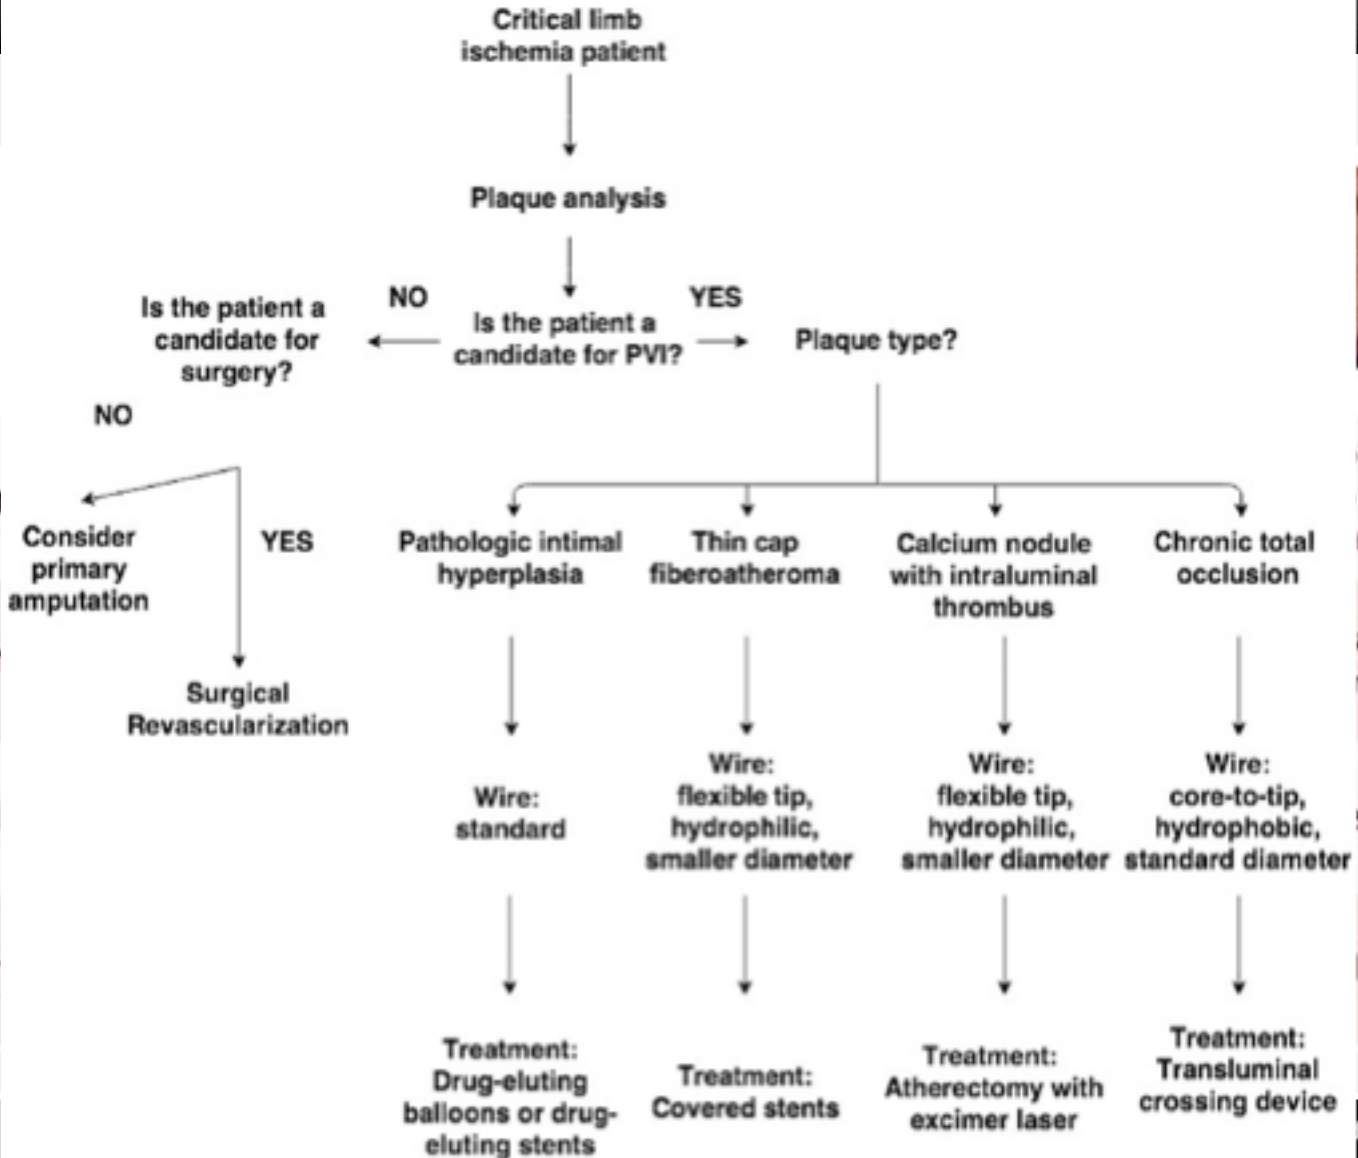 Critical limb
ischemia patient
Plaque analysis
NO
YES
Is the patient a
candidate for
surgery?
Is the patient a
candidate for PVI?
Plaque type?
NO
YES
Consider
primary
amputation
Surgical
Revascularization
Pathologic intimal
hyperplasia
Thin cap
fiberoatheroma
Calcium nodule
with intraluminal
thrombus
Chronic total
occlusion
Wire:
standard
Wire:
flexible tip,
hydrophilic,
smaller diameter
Wire:
flexible tip,
hydrophilic,
smaller diameter
Wire:
core-to-tip,
hydrophobic,
standard diameter
Treatment:
Drug-eluting
balloons or drug-
eluting stents
Treatment:
Covered stents
Treatment:
Atherectomy with
excimer laser
Treatment:
Transluminal
crossing device